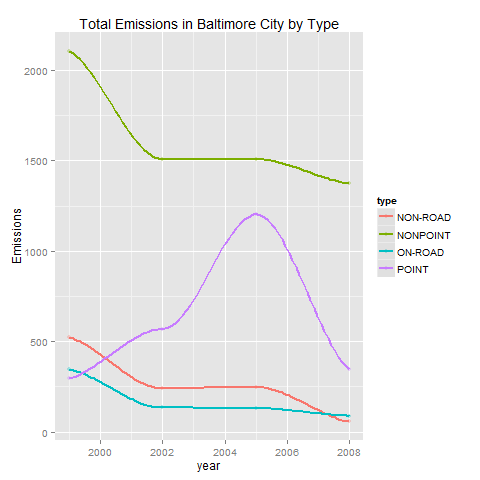 Total Emissions in Baltimore City by Type
Emissions
2000
1500
1000
500
0
2000
2002
2004
2006
2008
year
type
NON-ROAD
NONPOINT
ON-ROAD
POINT